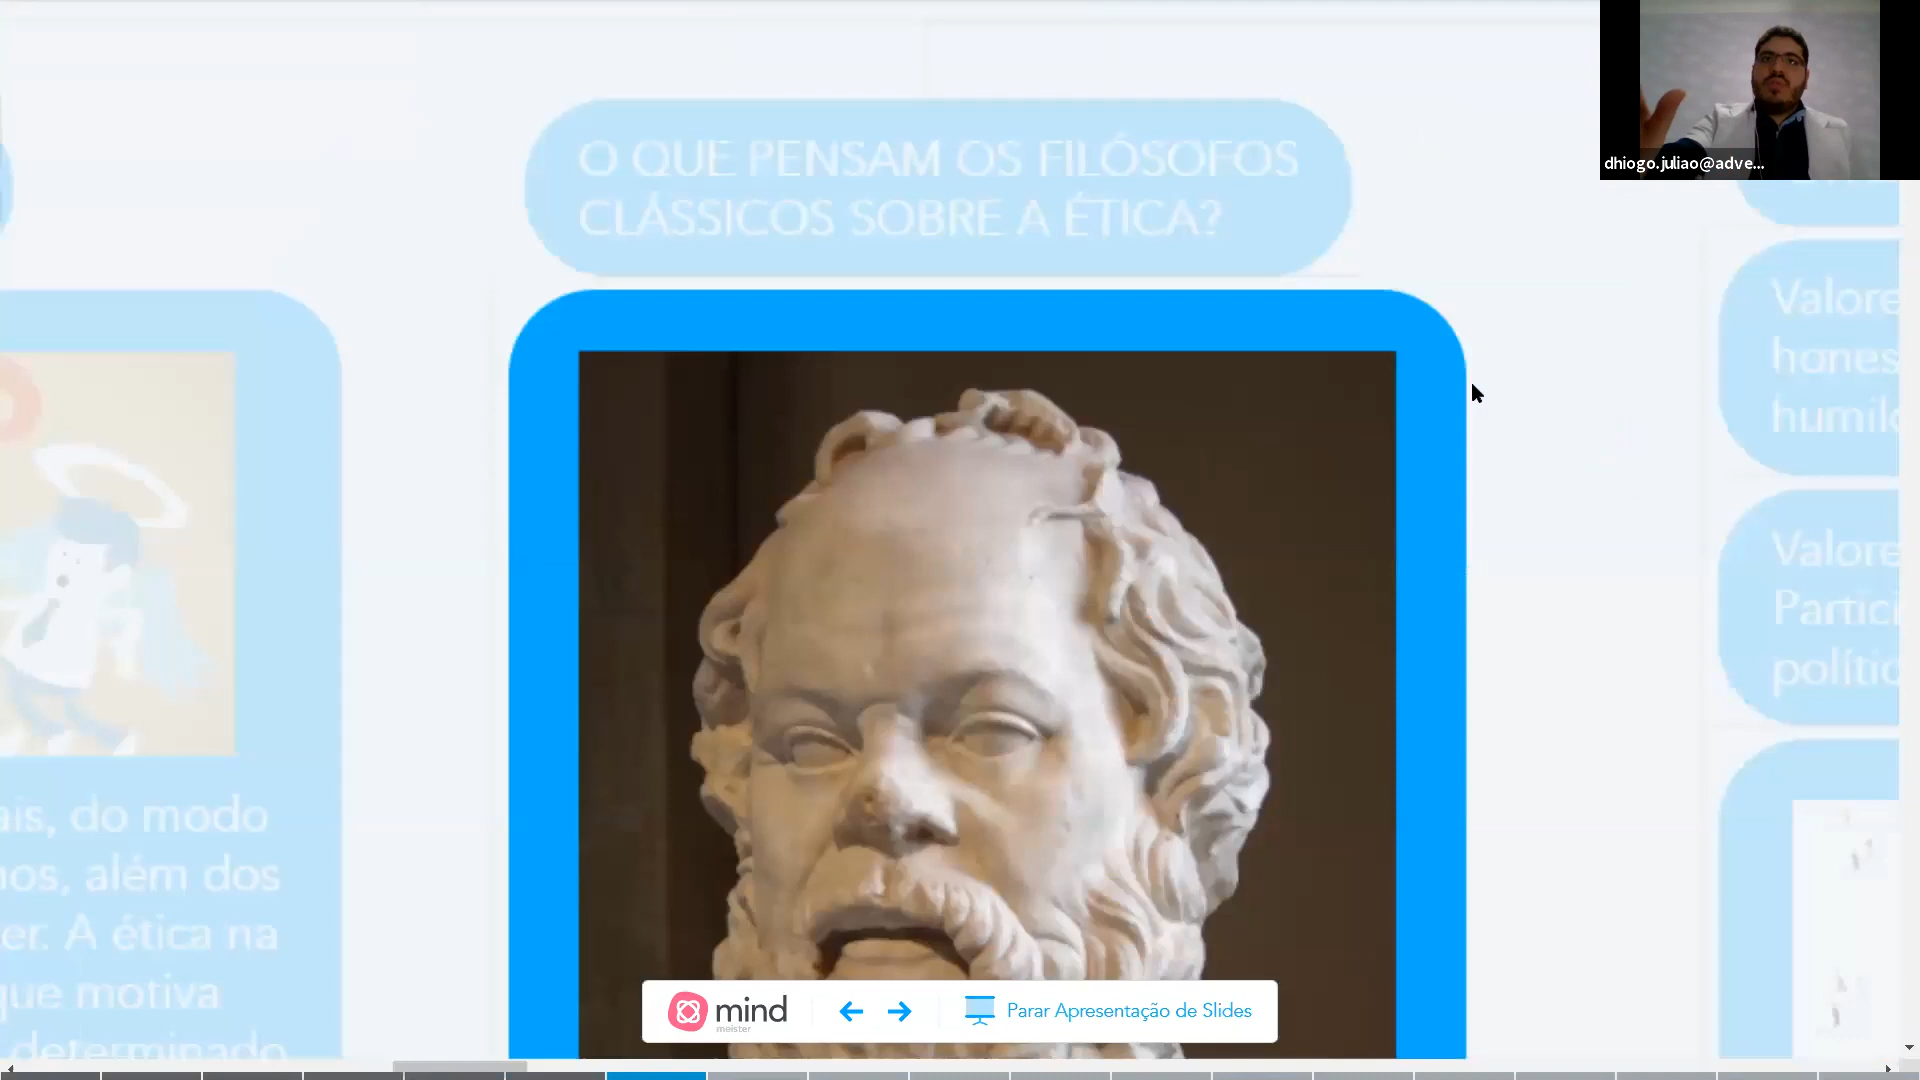 dhiogo.juliao@adve...
O QUE PENSAM OS FILÓSOFOS
CLÁSSICOS SOBRE A ÉTICA?
Valore
hones
humil
Valore
Partici
polític
ais, do modo
nos, além dos
er. A ética na
que motiva
determinado
mind
meister
Parar Apresentação de Slides